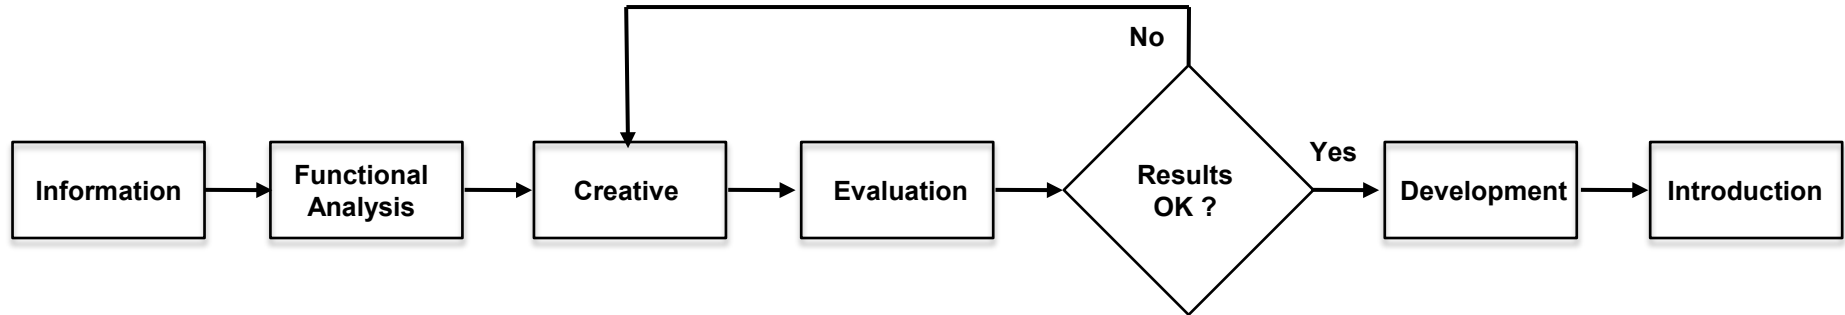 No
Information
Functional
Analysis
Creative
Evaluation
Results
OK ?
Yes
Development
Introduction